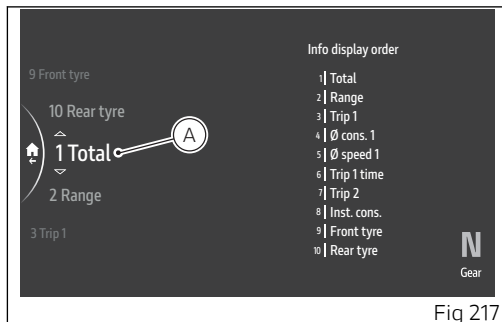 Info display order
9 Front tyre
10 Rear tyre
1 Total
2 Range
3 Trip 1
A
1 Total
2 Range
3 Trip 1
4 Ø cons. 1
5 Ø speed 1
6 Trip 1 time
7 Trip 2
8 Inst. cons.
9 Front tyre
10 Rear tyre
N
Gear
Fig 217